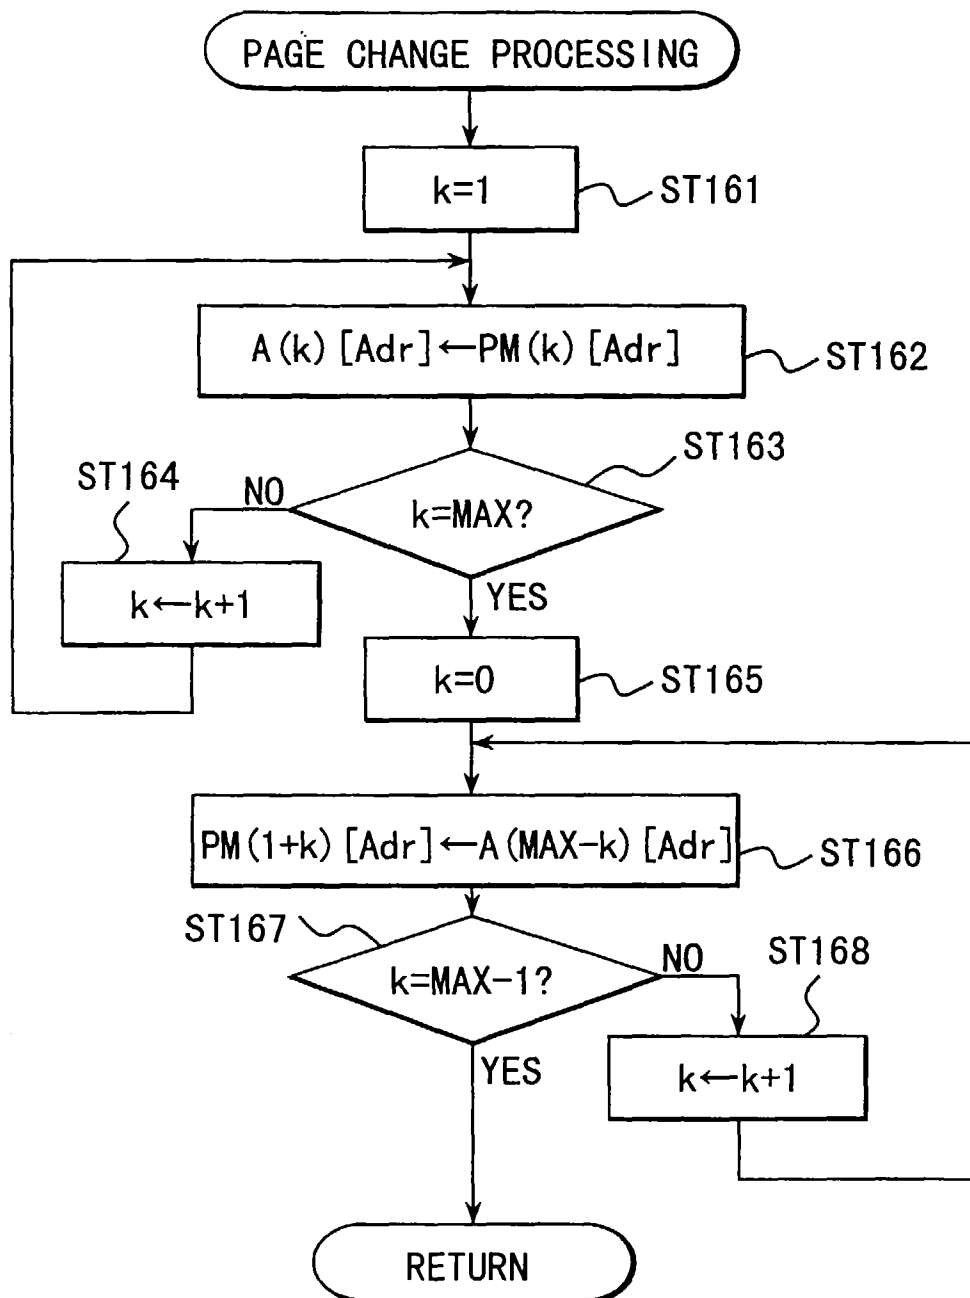 PAGE CHANGE PROCESSING
k=1
ST161
A(k)[Adr]←PM(k)[Adr]
ST162
ST163
ST164
NO
k=MAX?
YES
k←k+1
k=0
ST165
PM(1+k)[Adr]←A(MAX-k)[Adr]
ST166
ST167
k=MAX-1?
NO
ST168
YES
k←k+1
RETURN